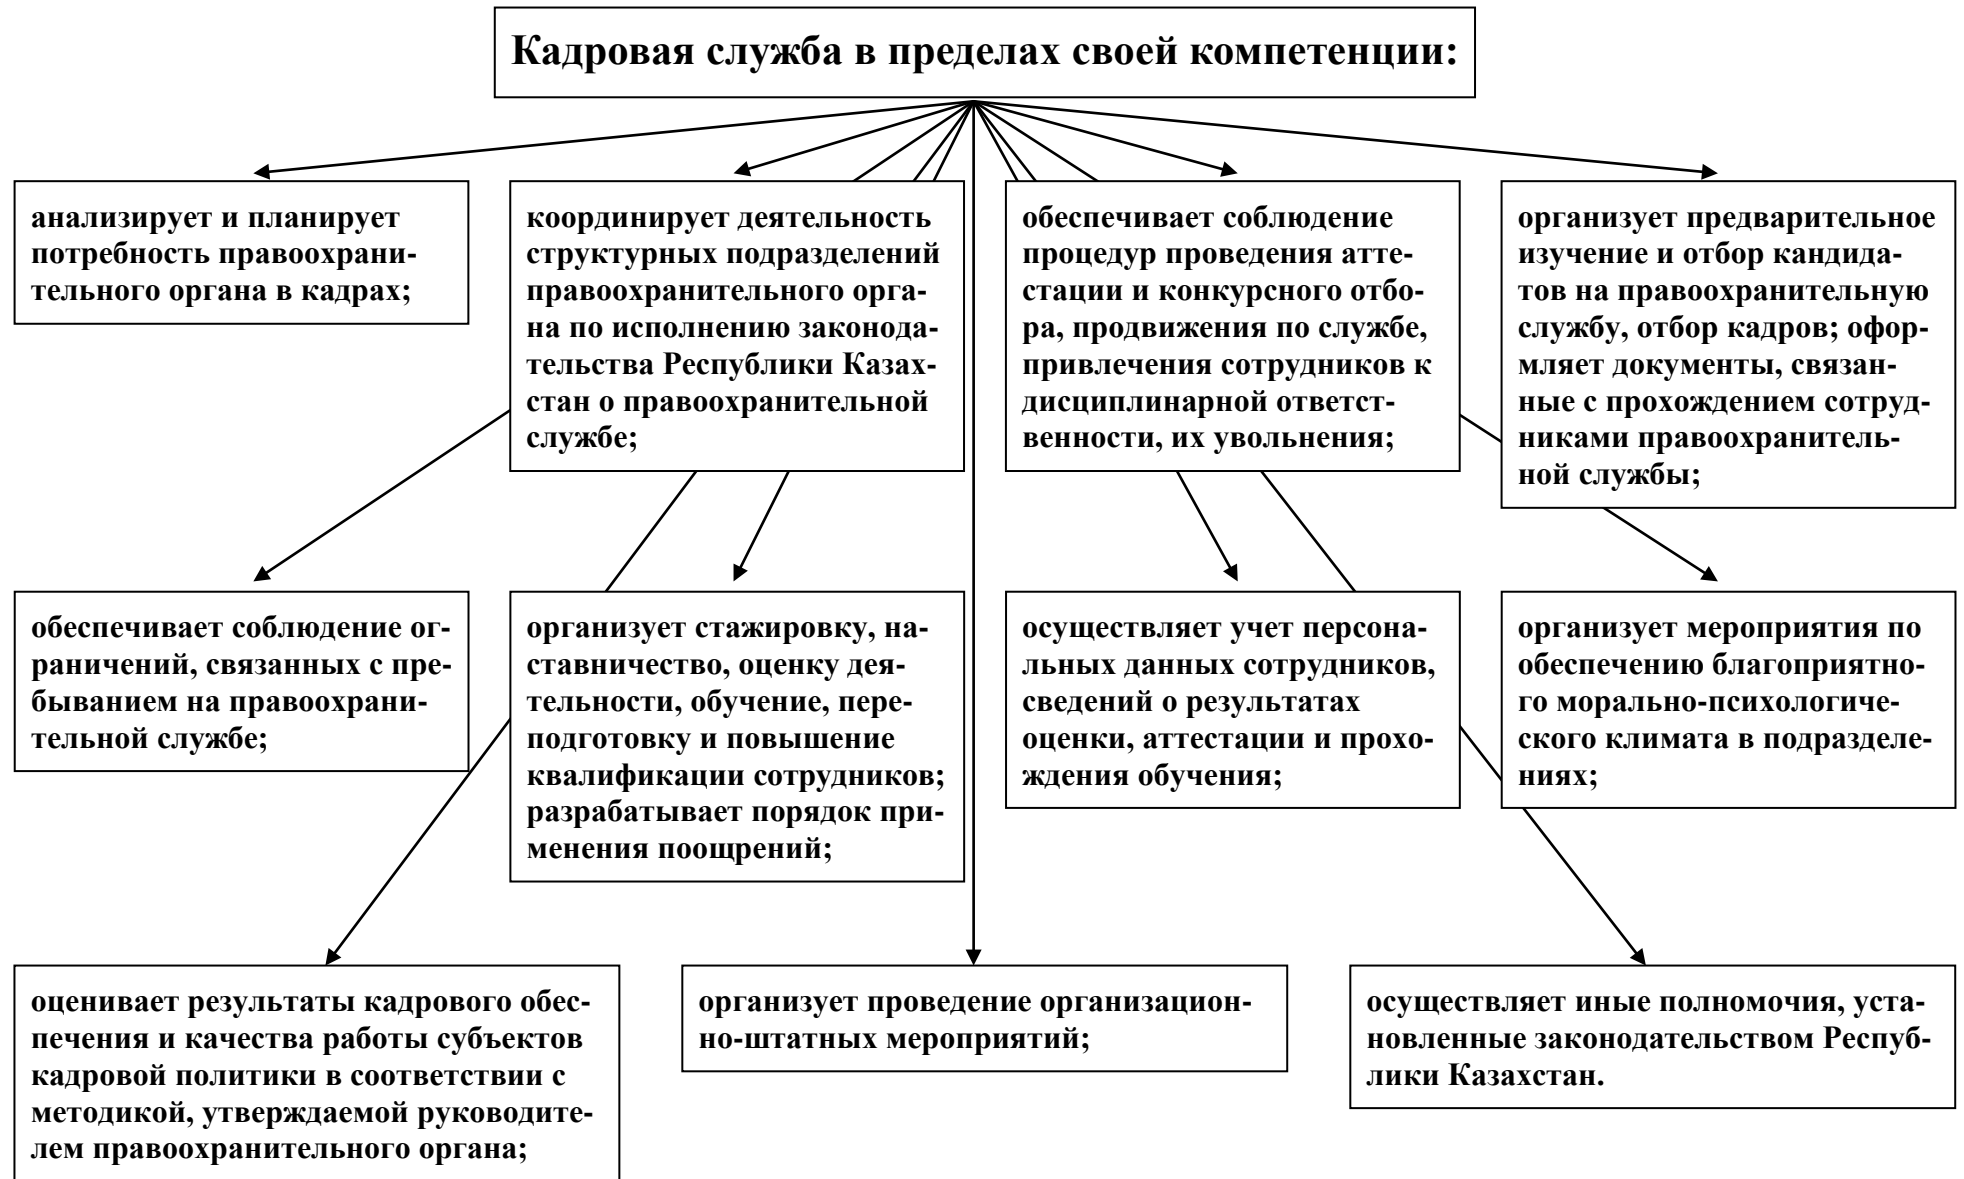 Кадровая служба в пределах своей компетенции:
анализирует и планирует
потребность правоохрани-
тельного органа в кадрах;
координирует деятельность
структурных подразделений
правоохранительного орга-
на по исполнению законода-
тельства Республики Казах-
стан о правоохранительной
службе;
обеспечивает соблюдение
процедур проведения атте-
стации и конкурсного отбо-
ра, продвижения по службе,
привлечения сотрудников к
дисциплинарной ответст-
венности, их увольнения;
организует предварительное
изучение и отбор кандида-
тов на правоохранительную
службу, отбор кадров; офор-
мляет документы, связан-
ные с прохождением сотруд-
никами правоохранитель-
ной службы;
обеспечивает соблюдение ог-
раничений, связанных с пре-
быванием на правоохрани-
тельной службе;
организует стажировку, на-
ставничество, оценку дея-
тельности, обучение, пере-
подготовку и повышение
квалификации сотрудников;
разрабатывает порядок при-
менения поощрений;
осуществляет учет персона-
льных данных сотрудников,
сведений о результатах
оценки, аттестации и прохо-
ждения обучения;
организует мероприятия по
обеспечению благоприятно-
го морально-психологиче-
ского климата в подразделе-
ниях;
оценивает результаты кадрового обес-
печения и качества работы субъектов
кадровой политики в соответствии с
методикой, утверждаемой руководите-
лем правоохранительного органа;
организует проведение организацион-
но-штатных мероприятий;
осуществляет иные полномочия, уста-
новленные законодательством Респуб-
лики Казахстан.